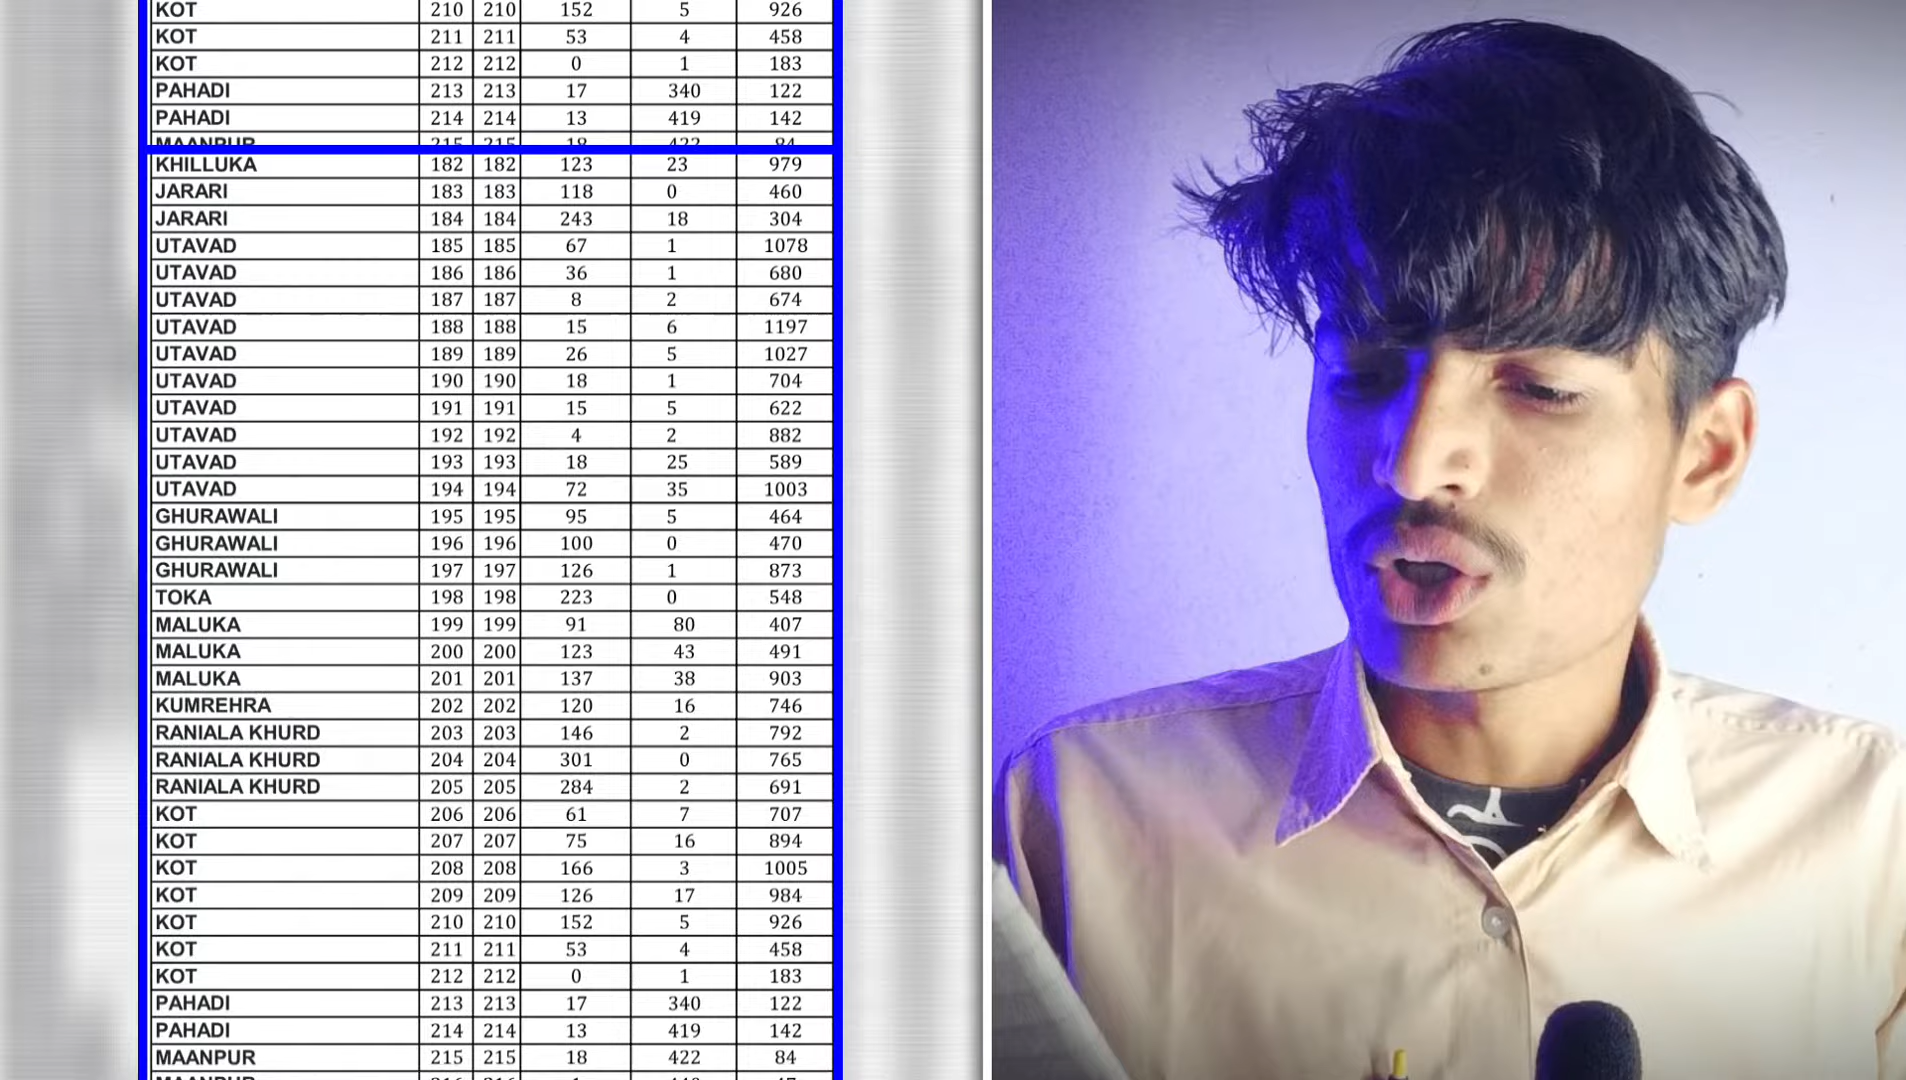 KOT 210 210 152 5 926
KOT 211 211 53 4 458
KOT 212 212 0 1 183
PAHADI 213 213 17 340 122
PAHADI 214 214 13 419 142
MAANPUR 215 215 18 422 84
KHILLUKA 182 182 123 23 979
JARARI 183 183 118 0 460
JARARI 184 184 243 18 304
UTAVAD 185 185 67 1 1078
UTAVAD 186 186 36 1 680
UTAVAD 187 187 8 2 674
UTAVAD 188 188 15 6 1197
UTAVAD 189 189 26 5 1027
UTAVAD 190 190 18 1 704
UTAVAD 191 191 15 5 622
UTAVAD 192 192 4 2 882
UTAVAD 193 193 18 25 589
UTAVAD 194 194 72 35 1003
GHURAWALI 195 195 95 5 464
GHURAWALI 196 196 100 0 470
GHURAWALI 197 197 126 1 873
TOKA 198 198 223 0 548
MALUKA 199 199 91 80 407
MALUKA 200 200 123 43 491
MALUKA 201 201 137 38 903
KUMREHRA 202 202 120 16 746
RANIALA KHURD 203 203 146 2 792
RANIALA KHURD 204 204 301 0 765
RANIALA KHURD 205 205 284 2 691
KOT 206 206 61 7 707
KOT 207 207 75 16 894
KOT 208 208 166 3 1005
KOT 209 209 126 17 984
KOT 210 210 152 5 926
KOT 211 211 53 4 458
KOT 212 212 0 1 183
PAHADI 213 213 17 340 122
PAHADI 214 214 13 419 142
MAANPUR 215 215 18 422 84